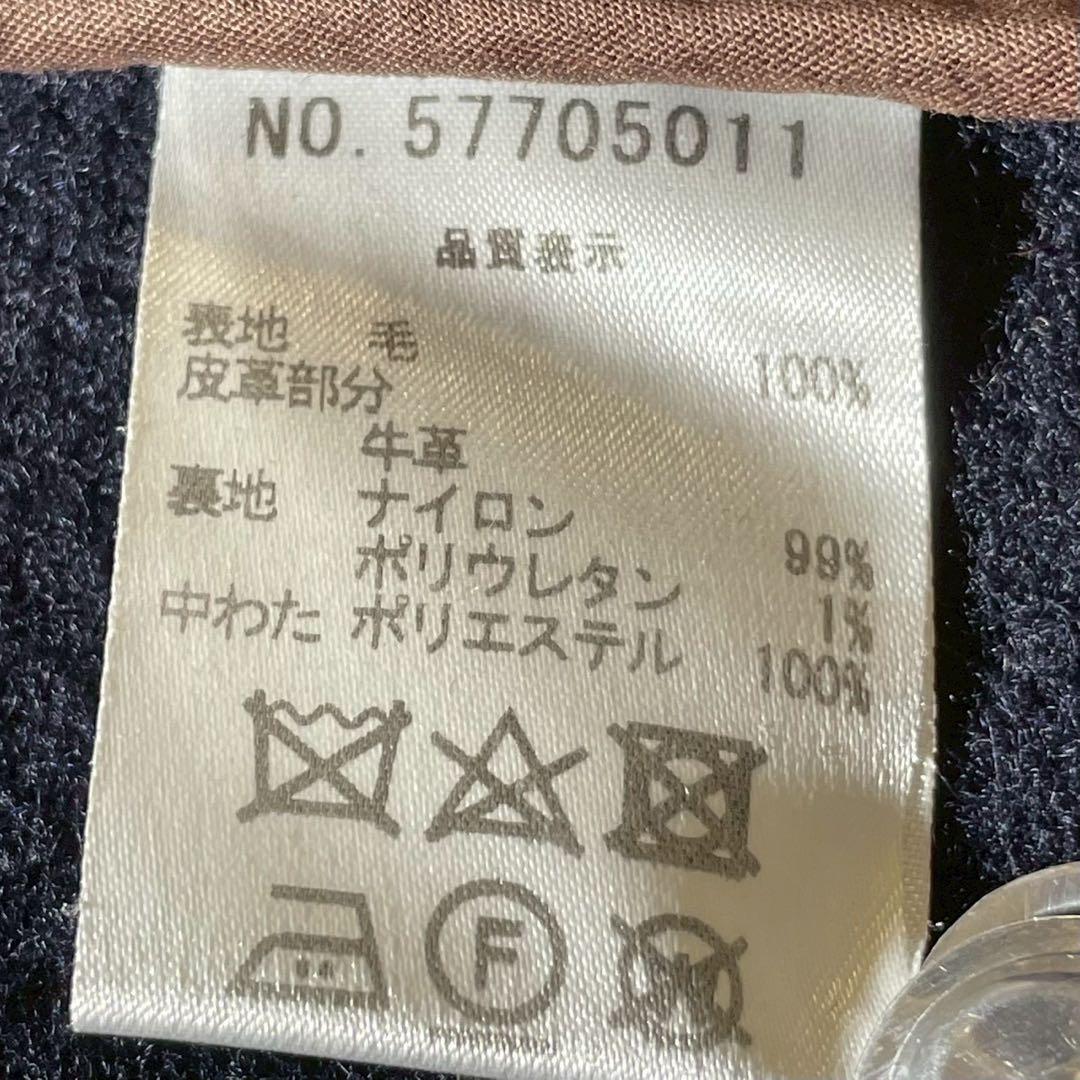 NO. 57705011
品質表示
表地 毛 100%
皮革部分
牛革
裏地 ナイロン 99%
ポリウレタン 1%
中わた ポリエステル 100%
F